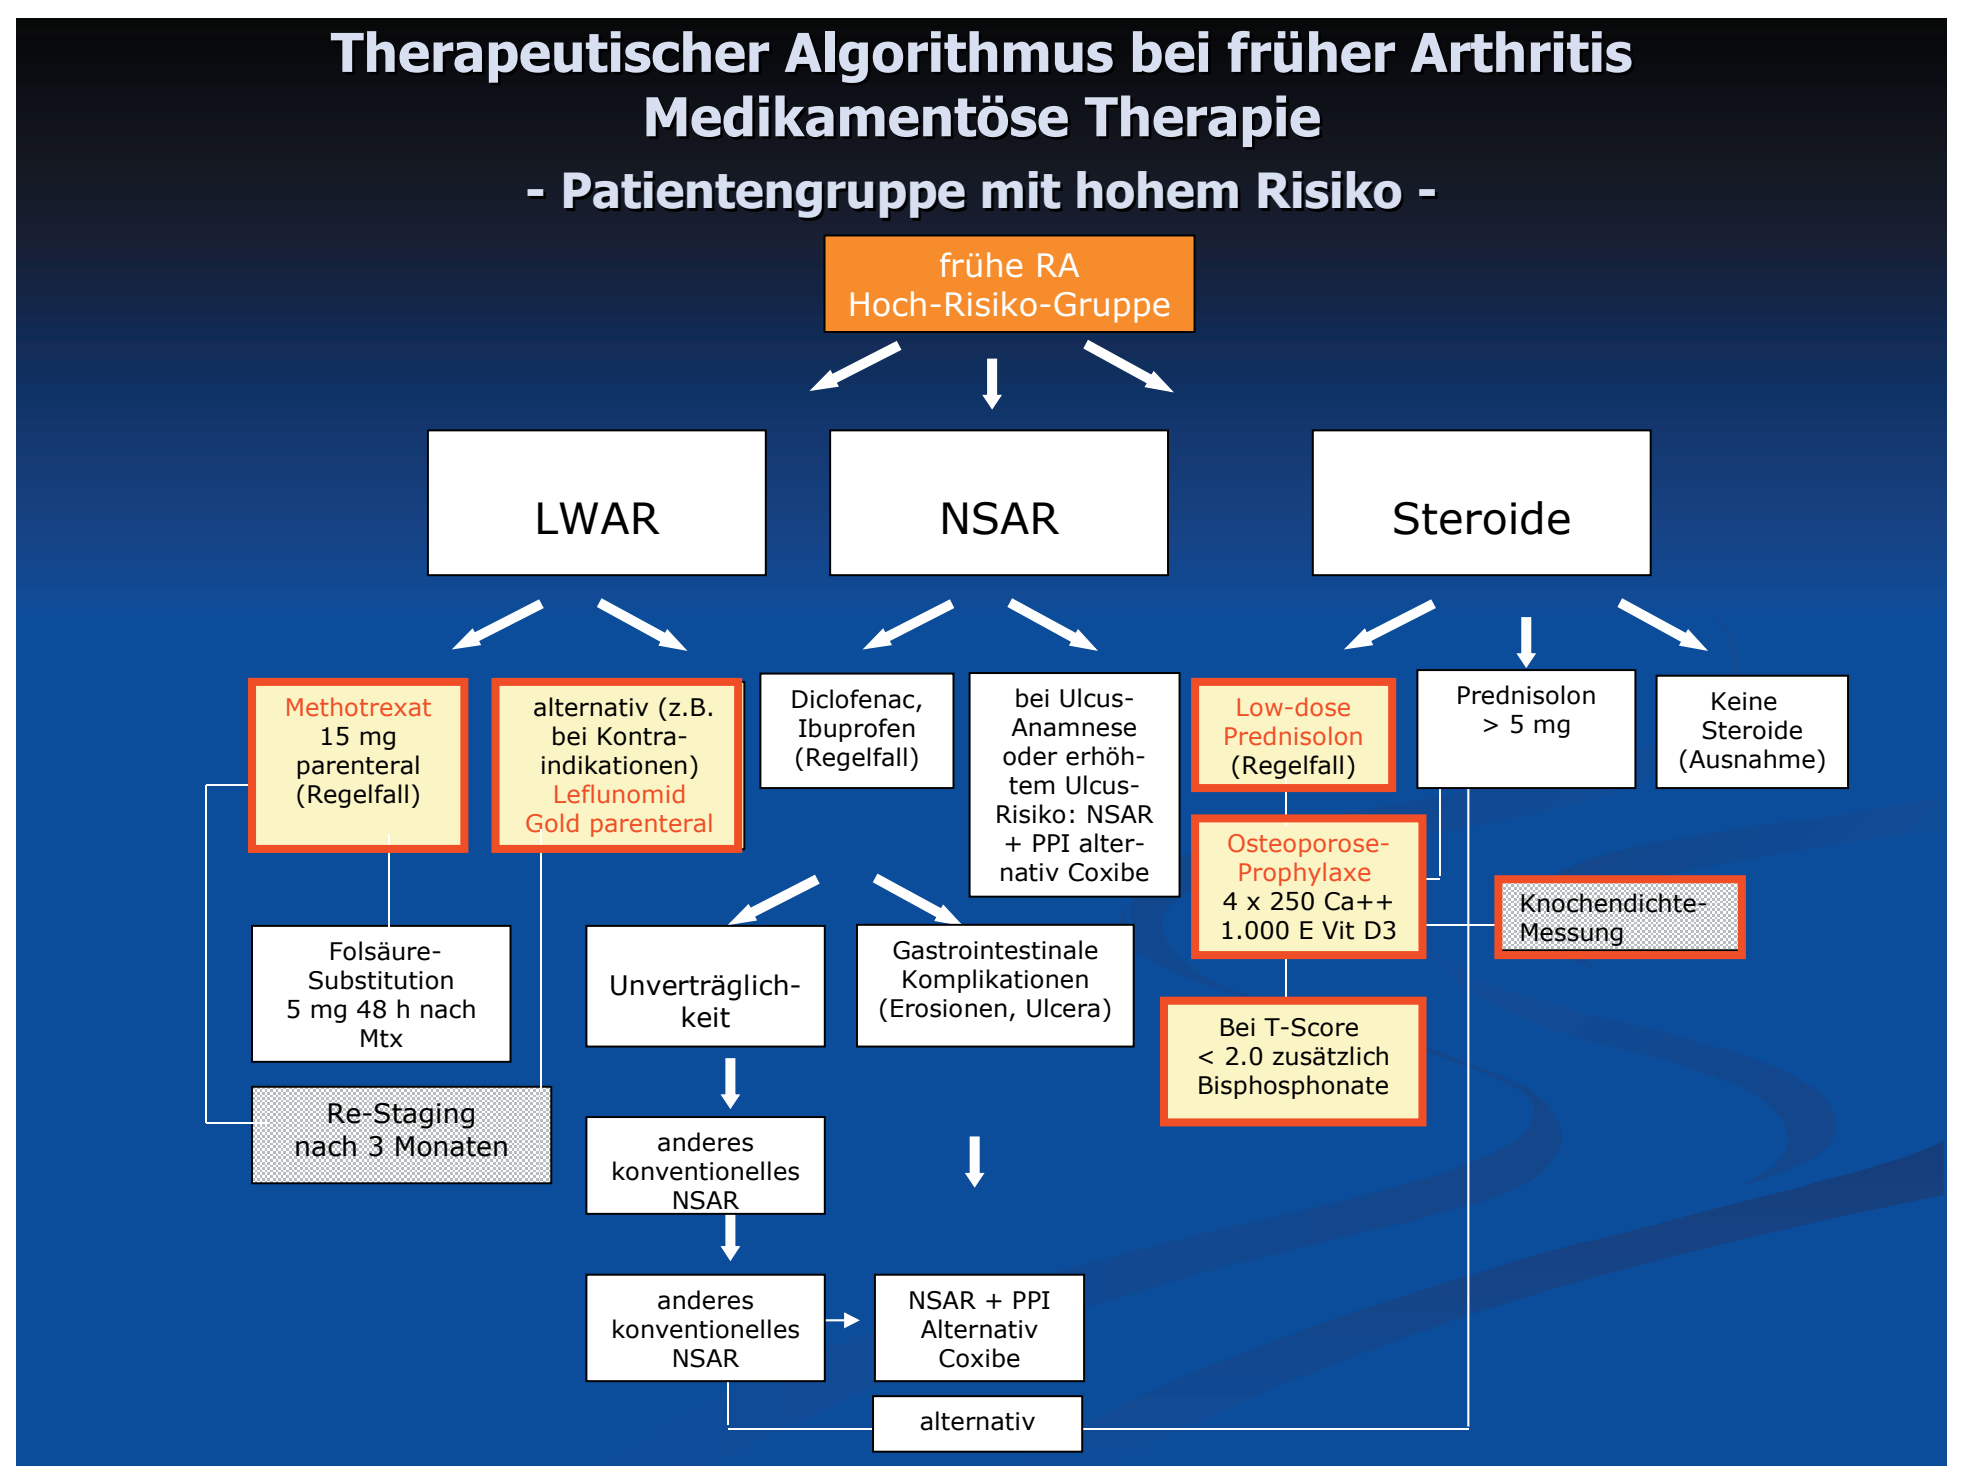 Therapeutischer Algorithmus bei früher Arthritis
Medikamentöse Therapie
- Patientengruppe mit hohem Risiko -
frühe RA
Hoch-Risiko-Gruppe
LWAR
NSAR
Steroide
Methotrexat
15 mg
parenteral
(Regelfall)
alternativ (z.B.
bei Kontra-
indikationen)
Leflunomid
Gold parenteral
Diclofenac,
Ibuprofen
(Regelfall)
bei Ulcus-
Anamnese
oder erhöh-
tem Ulcus-
Risiko: NSAR
+ PPI alter-
nativ Coxibe
Low-dose
Prednisolon
(Regelfall)
Prednisolon
> 5 mg
Keine
Steroide
(Ausnahme)
Osteoporose-
Prophylaxe
4 x 250 Ca++
1.000 E Vit D3
Knochendichte-
Messung
Folsäure-
Substitution
5 mg 48 h nach
Mtx
Unverträglich-
keit
Gastrointestinale
Komplikationen
(Erosionen, Ulcera)
Bei T-Score
< 2.0 zusätzlich
Bisphosphonate
Re-Staging
nach 3 Monaten
anderes
konventionelles
NSAR
anderes
konventionelles
NSAR
NSAR + PPI
Alternativ
Coxibe
alternativ